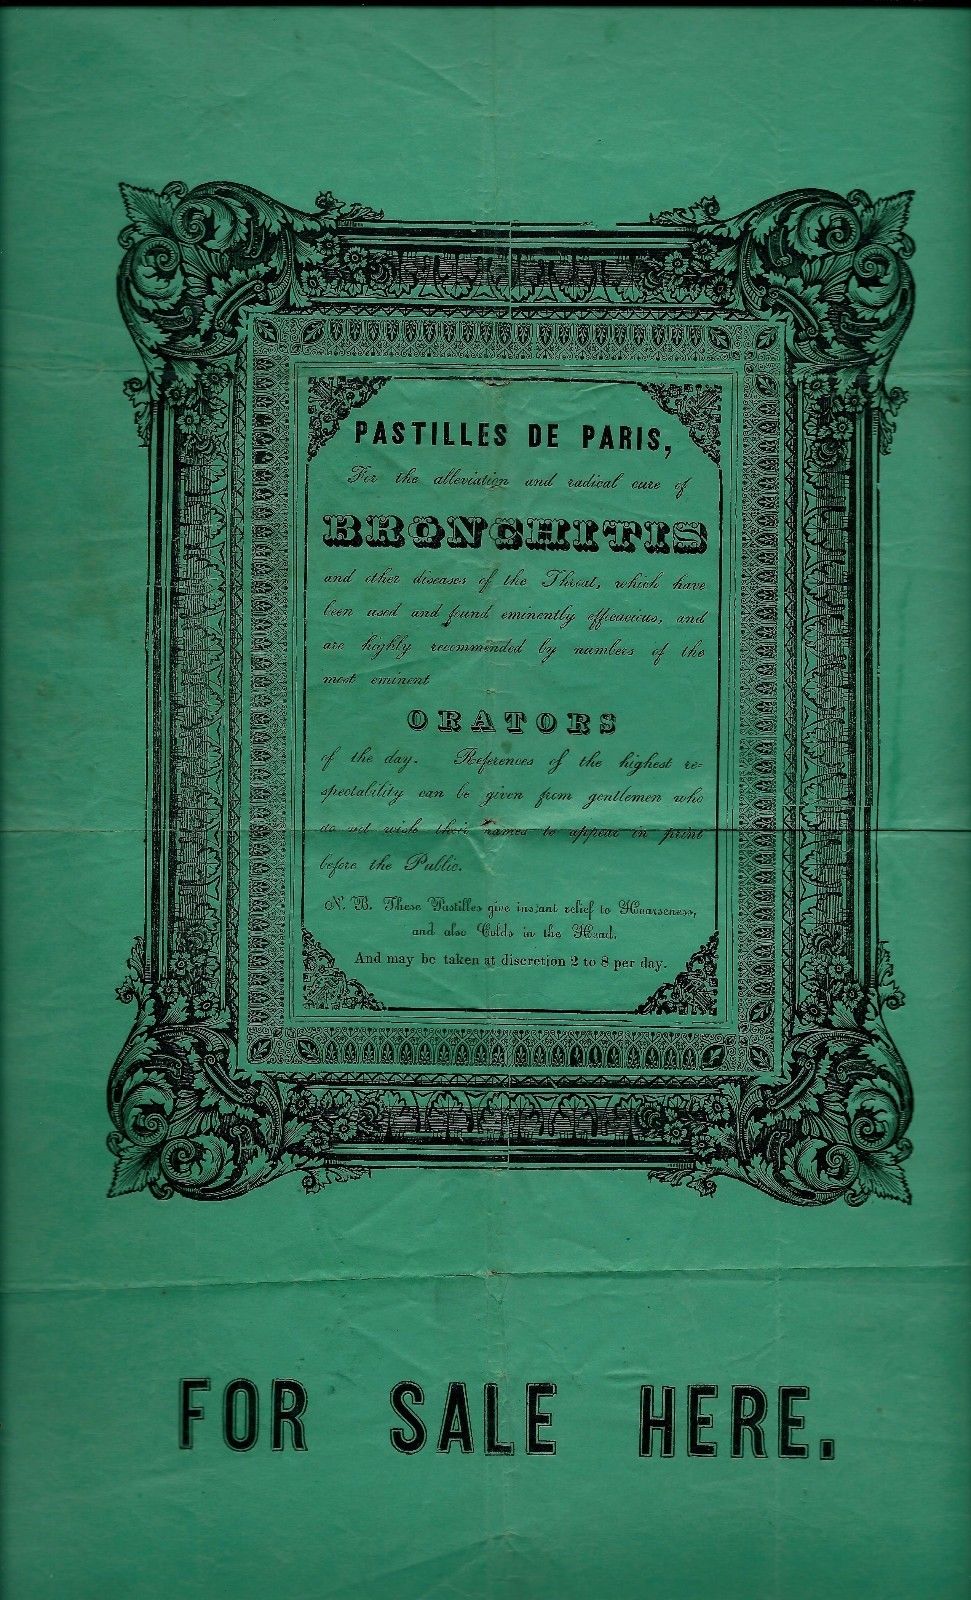 PASTILLES DE PARIS,
For the alleviation and radical cure of
BRONCHITIS
and other diseases of the Throat, which have
been used and found eminently efficacious, and
are highly recommended by numbers of the
most eminent
ORATORS
of the day. References of the highest re-
spectability can be given from gentlemen who
do not wish their names to appear in print
before the Public.
N. B. These Pastilles give instant relief to Hoarseness,
and also Colds in the Head.
And may be taken at discretion 2 to 8 per day.
FOR SALE HERE.